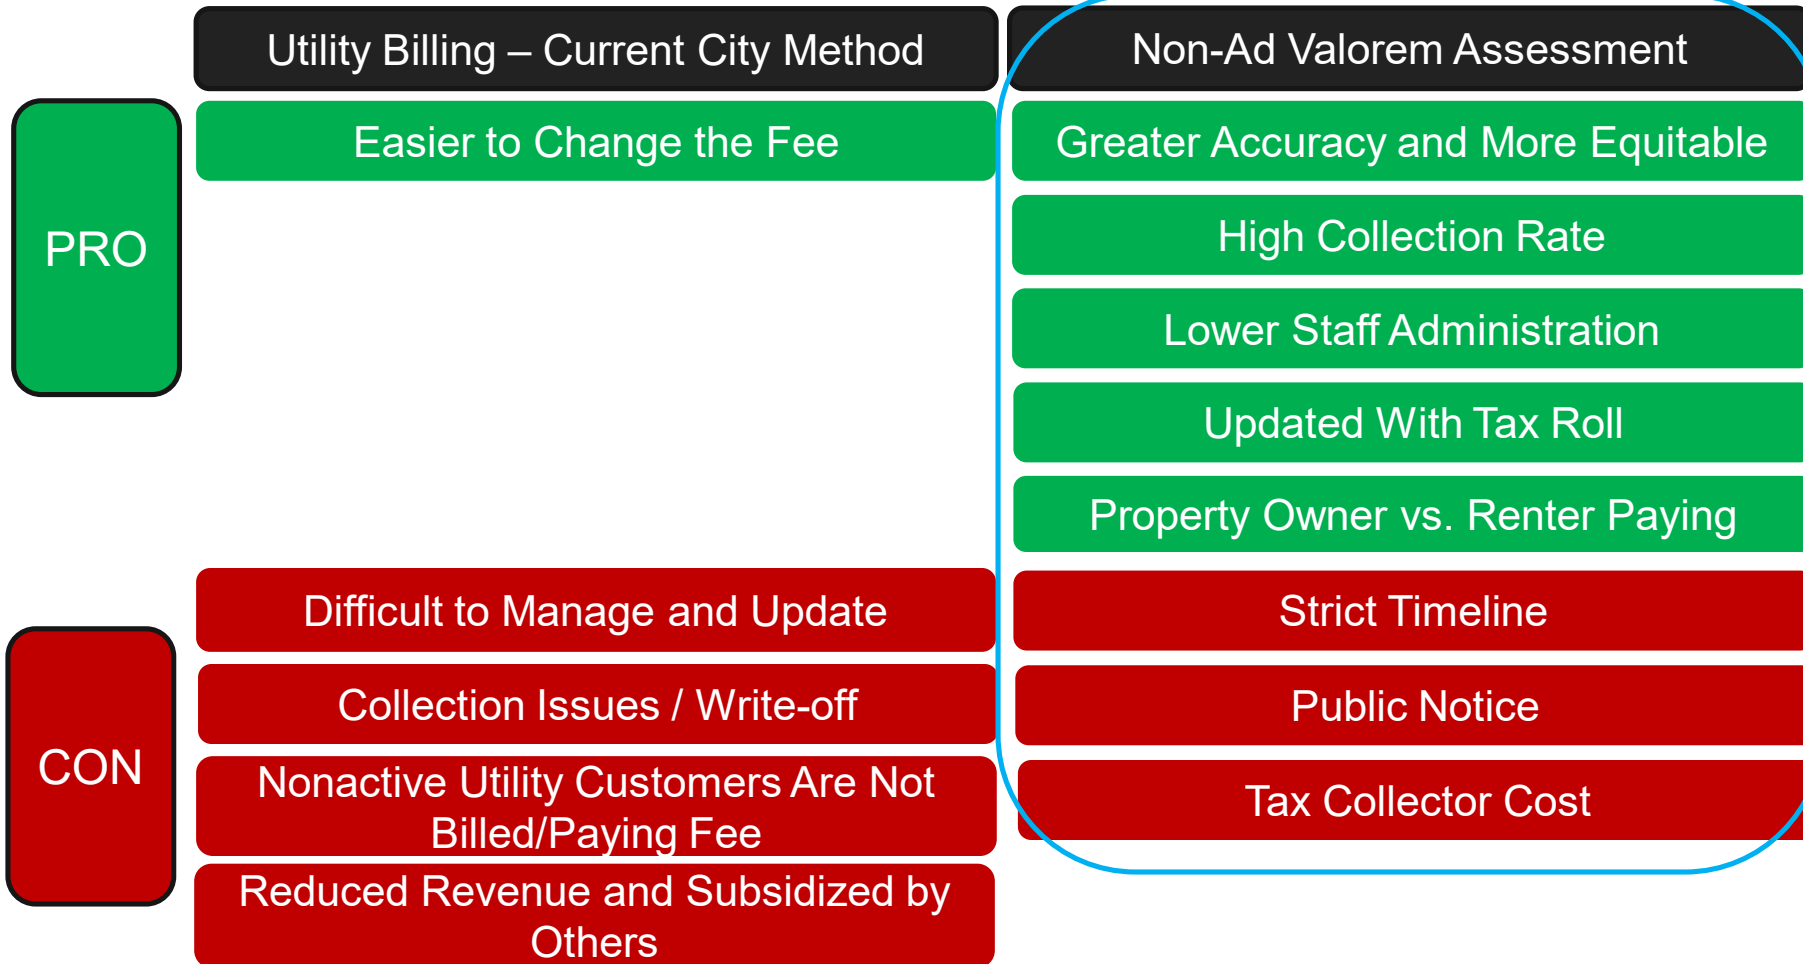 Utility Billing – Current City Method
Non-Ad Valorem Assessment
PRO
Easier to Change the Fee
Greater Accuracy and More Equitable
High Collection Rate
Lower Staff Administration
Updated With Tax Roll
Property Owner vs. Renter Paying
CON
Difficult to Manage and Update
Collection Issues / Write-off
Nonactive Utility Customers Are Not
Billed/Paying Fee
Reduced Revenue and Subsidized by
Others
Strict Timeline
Public Notice
Tax Collector Cost